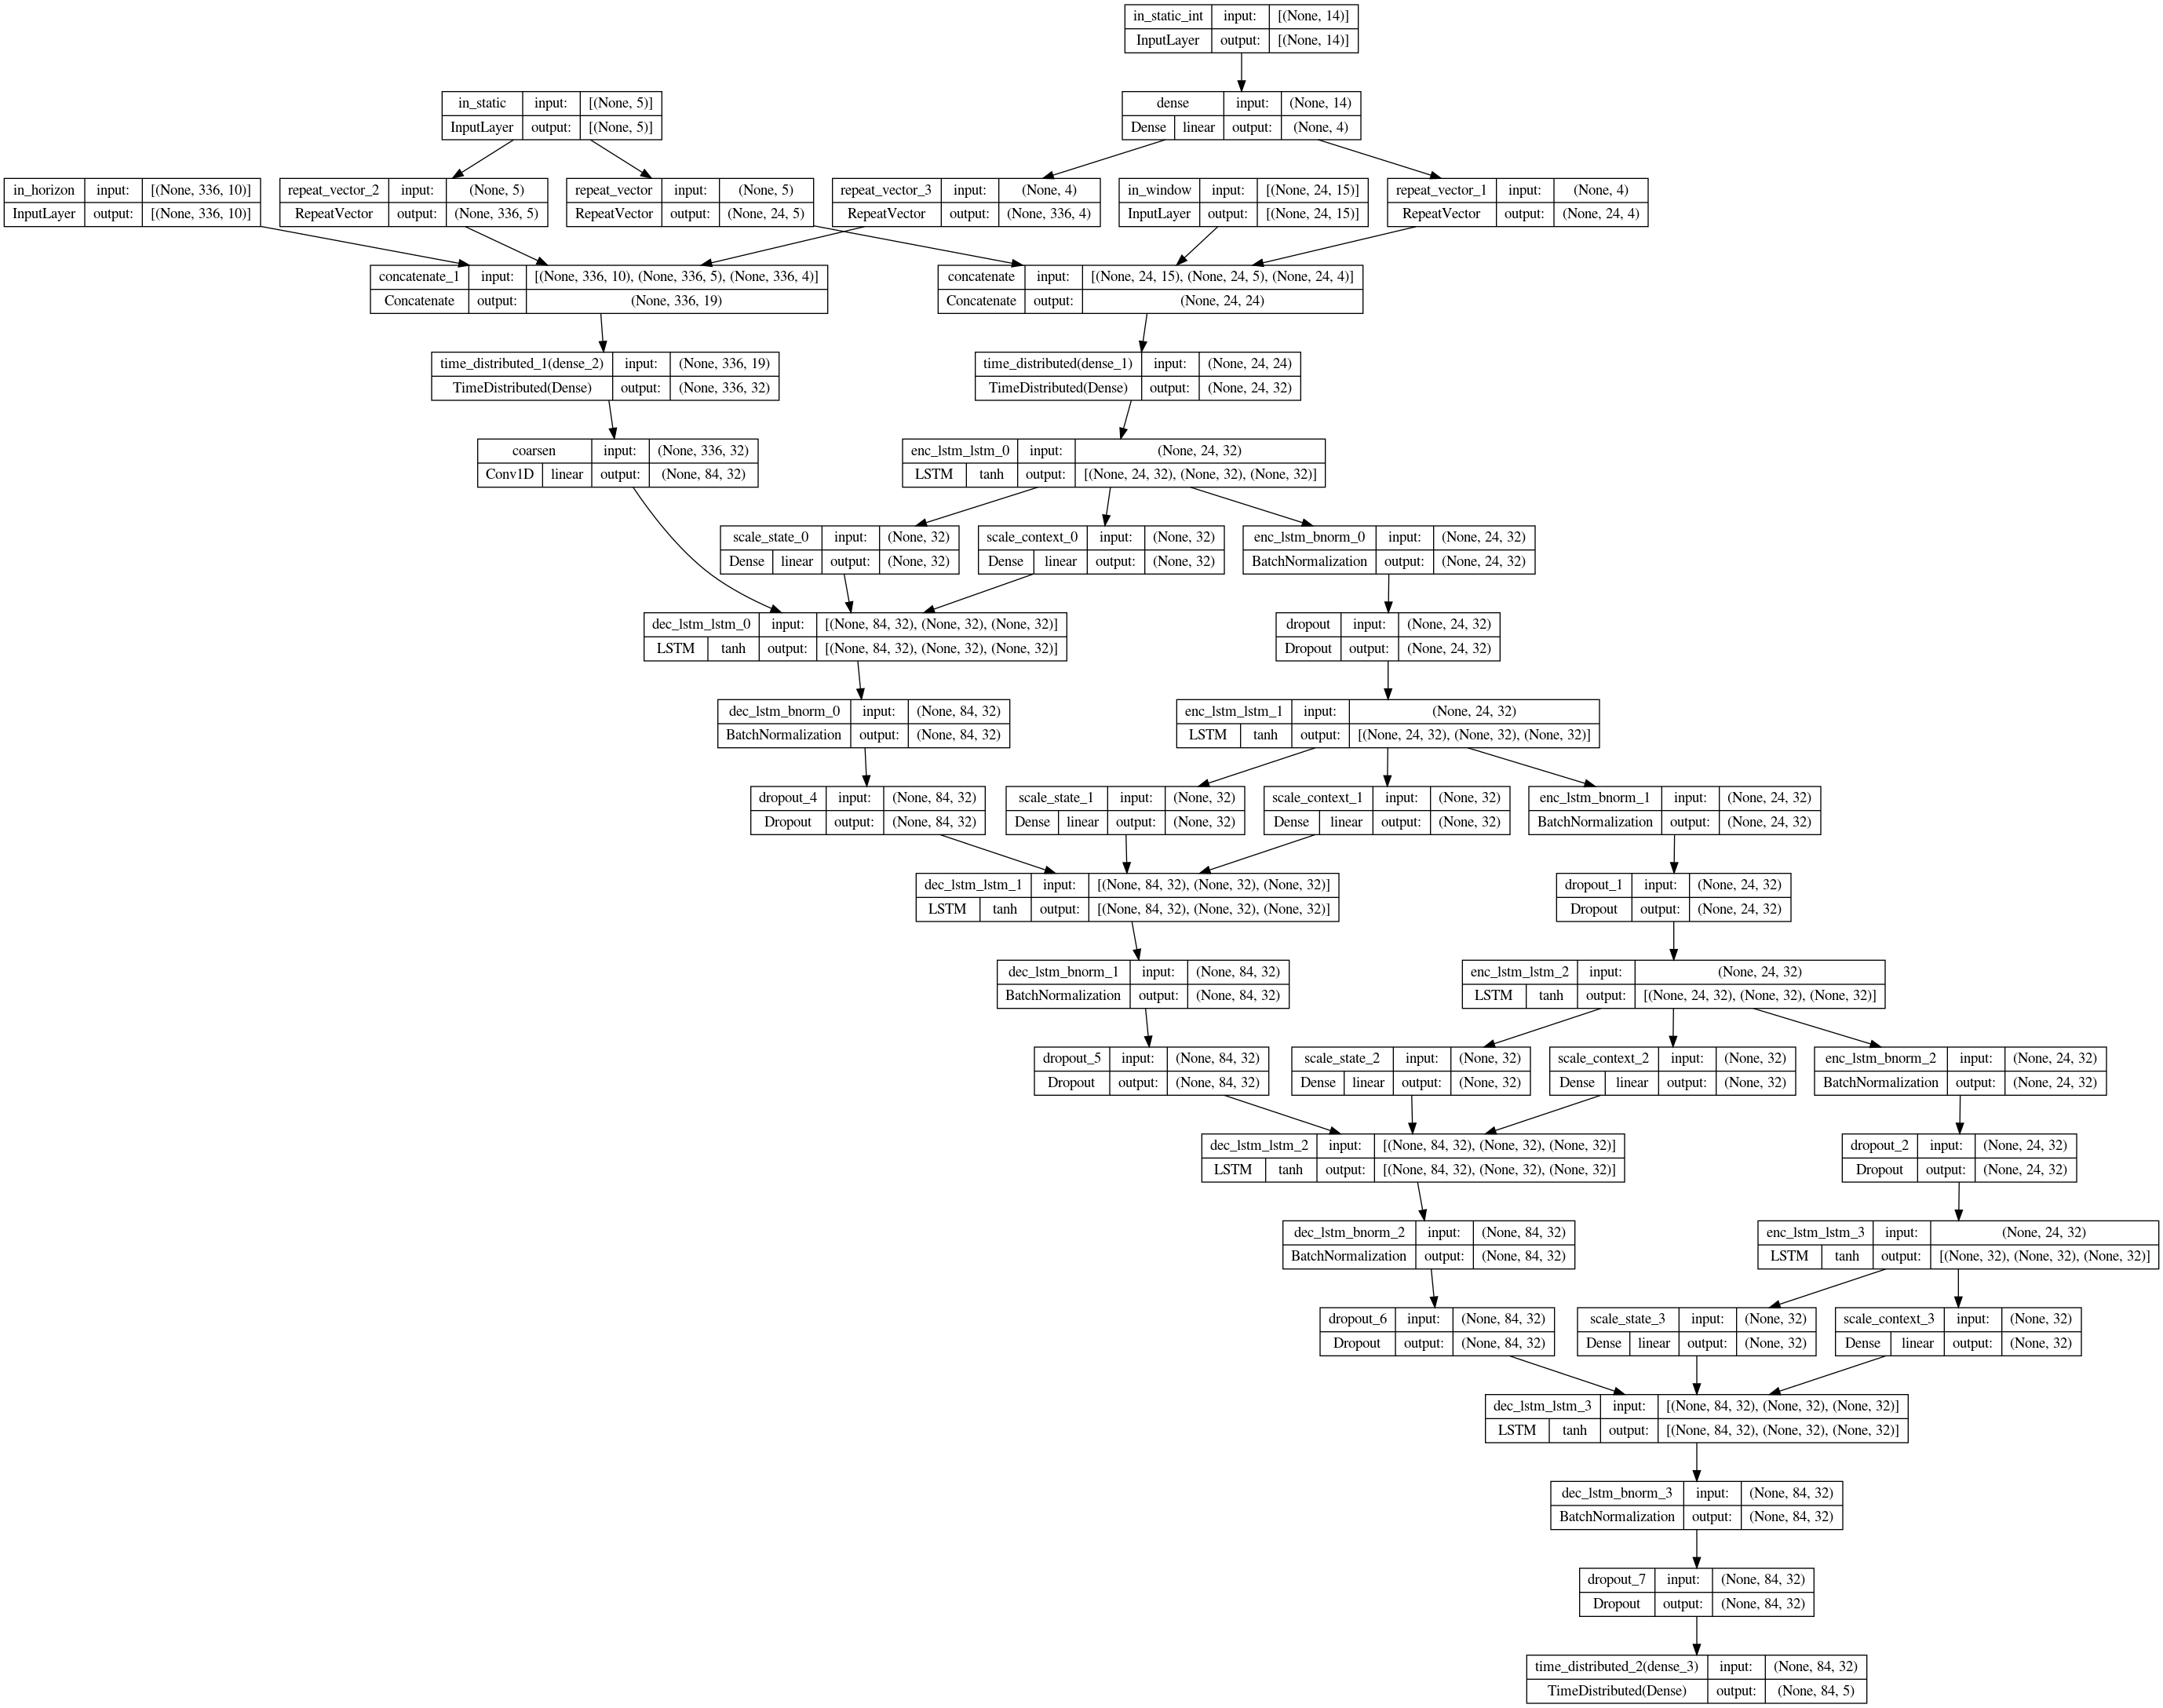 in_static_int input: [(None, 14)]
InputLayer output: [(None, 14)]
in_static input: [(None, 5)]
InputLayer output: [(None, 5)]
dense input: (None, 14)
Dense linear output: (None, 4)
in_horizon input: [(None, 336, 10)]
InputLayer output: [(None, 336, 10)]
repeat_vector_2 input: (None, 5)
RepeatVector output: (None, 336, 5)
repeat_vector input: (None, 5)
RepeatVector output: (None, 24, 5)
repeat_vector_3 input: (None, 4)
RepeatVector output: (None, 336, 4)
in_window input: [(None, 24, 15)]
InputLayer output: [(None, 24, 15)]
repeat_vector_1 input: (None, 4)
RepeatVector output: (None, 24, 4)
concatenate_1 input: [(None, 336, 10), (None, 336, 5), (None, 336, 4)]
Concatenate output: (None, 336, 19)
concatenate input: [(None, 24, 15), (None, 24, 5), (None, 24, 4)]
Concatenate output: (None, 24, 24)
time_distributed_1(dense_2) input: (None, 336, 19)
TimeDistributed(Dense) output: (None, 336, 32)
time_distributed(dense_1) input: (None, 24, 24)
TimeDistributed(Dense) output: (None, 24, 32)
coarsen input: (None, 336, 32)
Conv1D linear output: (None, 84, 32)
enc_lstm_lstm_0 input: (None, 24, 32)
LSTM tanh output: [(None, 24, 32), (None, 32), (None, 32)]
scale_state_0 input: (None, 32)
Dense linear output: (None, 32)
scale_context_0 input: (None, 32)
Dense linear output: (None, 32)
enc_lstm_bnorm_0 input: (None, 24, 32)
BatchNormalization output: (None, 24, 32)
dec_lstm_lstm_0 input: [(None, 84, 32), (None, 32), (None, 32)]
LSTM tanh output: [(None, 84, 32), (None, 32), (None, 32)]
dropout input: (None, 24, 32)
Dropout output: (None, 24, 32)
dec_lstm_bnorm_0 input: (None, 84, 32)
BatchNormalization output: (None, 84, 32)
enc_lstm_lstm_1 input: (None, 24, 32)
LSTM tanh output: [(None, 24, 32), (None, 32), (None, 32)]
dropout_4 input: (None, 84, 32)
Dropout output: (None, 84, 32)
scale_state_1 input: (None, 32)
Dense linear output: (None, 32)
scale_context_1 input: (None, 32)
Dense linear output: (None, 32)
enc_lstm_bnorm_1 input: (None, 24, 32)
BatchNormalization output: (None, 24, 32)
dec_lstm_lstm_1 input: [(None, 84, 32), (None, 32), (None, 32)]
LSTM tanh output: [(None, 84, 32), (None, 32), (None, 32)]
dropout_1 input: (None, 24, 32)
Dropout output: (None, 24, 32)
dec_lstm_bnorm_1 input: (None, 84, 32)
BatchNormalization output: (None, 84, 32)
enc_lstm_lstm_2 input: (None, 24, 32)
LSTM tanh output: [(None, 24, 32), (None, 32), (None, 32)]
dropout_5 input: (None, 84, 32)
Dropout output: (None, 84, 32)
scale_state_2 input: (None, 32)
Dense linear output: (None, 32)
scale_context_2 input: (None, 32)
Dense linear output: (None, 32)
enc_lstm_bnorm_2 input: (None, 24, 32)
BatchNormalization output: (None, 24, 32)
dec_lstm_lstm_2 input: [(None, 84, 32), (None, 32), (None, 32)]
LSTM tanh output: [(None, 84, 32), (None, 32), (None, 32)]
dropout_2 input: (None, 24, 32)
Dropout output: (None, 24, 32)
dec_lstm_bnorm_2 input: (None, 84, 32)
BatchNormalization output: (None, 84, 32)
enc_lstm_lstm_3 input: (None, 24, 32)
LSTM tanh output: [(None, 32), (None, 32), (None, 32)]
dropout_6 input: (None, 84, 32)
Dropout output: (None, 84, 32)
scale_state_3 input: (None, 32)
Dense linear output: (None, 32)
scale_context_3 input: (None, 32)
Dense linear output: (None, 32)
dec_lstm_lstm_3 input: [(None, 84, 32), (None, 32), (None, 32)]
LSTM tanh output: [(None, 84, 32), (None, 32), (None, 32)]
dec_lstm_bnorm_3 input: (None, 84, 32)
BatchNormalization output: (None, 84, 32)
dropout_7 input: (None, 84, 32)
Dropout output: (None, 84, 32)
time_distributed_2(dense_3) input: (None, 84, 32)
TimeDistributed(Dense) output: (None, 84, 5)